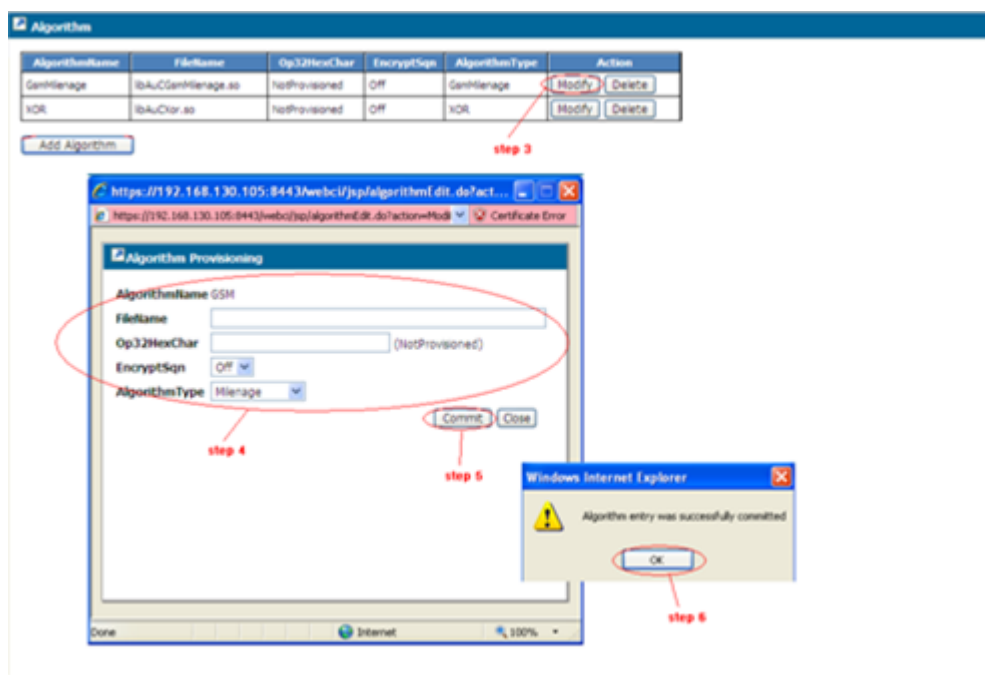 Algorithm
AlgorithmName FileName Op32HexChar EncryptSqn AlgorithmType Action
GsmMilenage libAuCGsmMilenage.so NotProvisioned Off GsmMilenage Modify Delete
XOR libAuCXor.so NotProvisioned Off XOR Modify Delete
Add Algorithm
step 3
https://192.168.130.105:8443/webci/jsp/algorithmEdit.do?act...
https://192.168.130.105:8443/webci/jsp/algorithmEdit.do?action=Modi Certificate Error
Algorithm Provisioning
AlgorithmName GSM
FileName
Op32HexChar (NotProvisioned)
EncryptSqn Off
AlgorithmType Milenage
Commit Close
step 4
step 5
Windows Internet Explorer
Algorithm entry was successfully committed
OK
step 6
Done Internet 100%